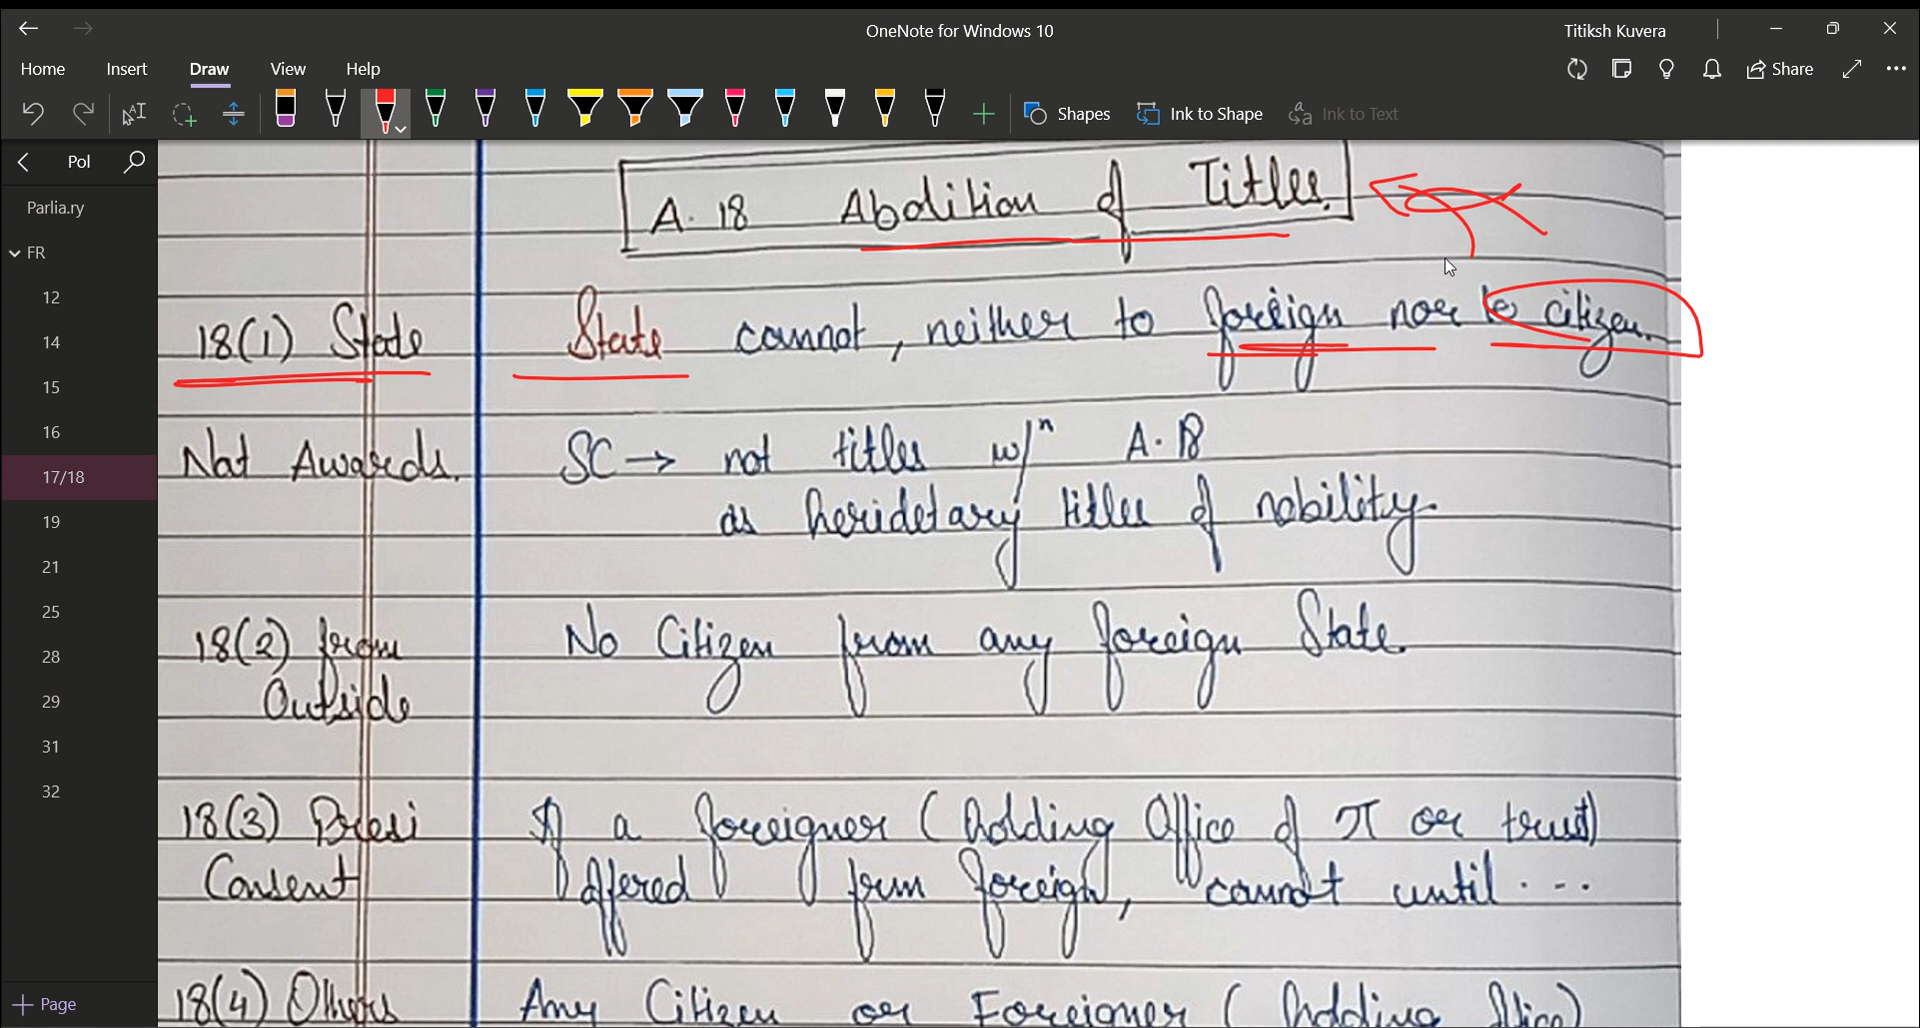 OneNote for Windows 10
Titiksh Kuvera
Home Insert Draw View Help
Share
Shapes Ink to Shape Ink to Text
Pol
Parlia.ry
FR
12
14
15
16
17/18
19
21
25
28
29
31
32
Page
A. 18 Abolition of Titles.
18(1) State State cannot, neither to foreign nor to citizen.
Nat Awards. SC → not titles w/n A. 18
as heridetary titles of nobility.
18(2) from No Citizen from any foreign State.
Outside
18(3) Presi If a foreigner (holding Office of π or trust)
Consent offered from foreign, cannot until ....
18(4) Others Any Citizen or Foreigner (holding Office)